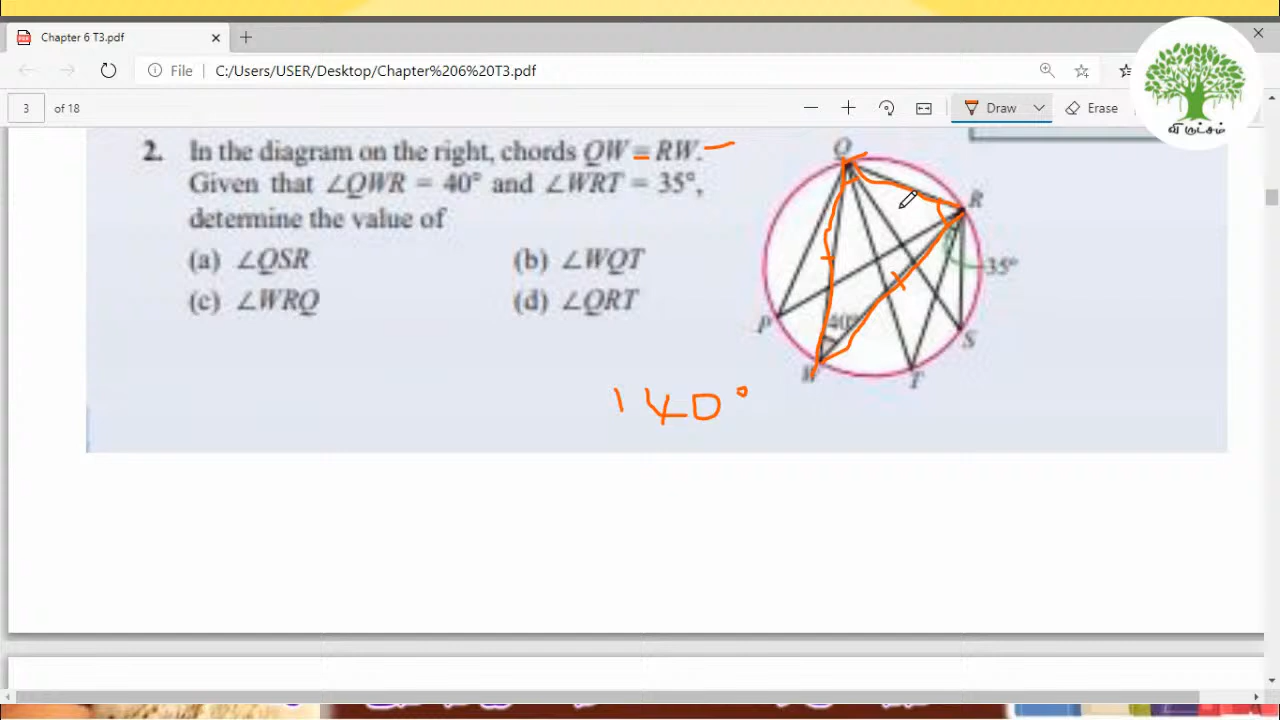 Chapter 6 T3.pdf
File C:/Users/USER/Desktop/Chapter%206%20T3.pdf
3 of 18 Draw Erase
விருட்சம்
2. In the diagram on the right, chords QW = RW.
Given that ∠QWR = 40° and ∠WRT = 35°,
determine the value of
(a) ∠QSR (b) ∠WQT
(c) ∠WRQ (d) ∠QRT
Q
R
35°
P
40°
S
W
T
140°